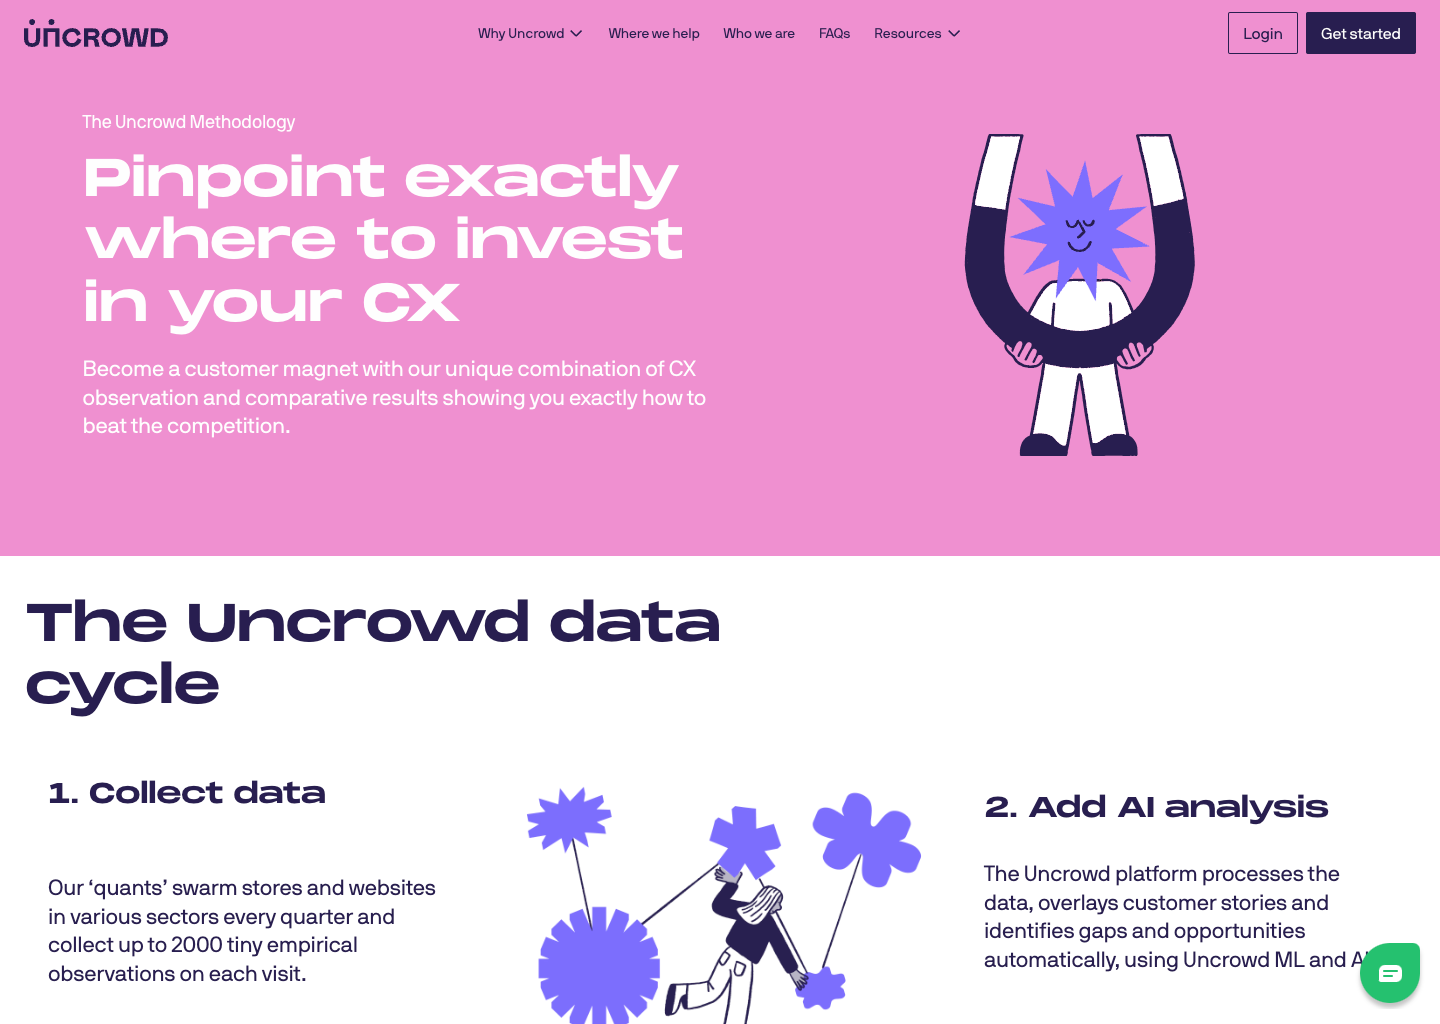 UNCROWD
Why Uncrowd
Where we help
Who we are
FAQs
Resources
Login
Get started
The Uncrowd Methodology
Pinpoint exactly
where to invest
in your CX
Become a customer magnet with our unique combination of CX
observation and comparative results showing you exactly how to
beat the competition.
The Uncrowd data
cycle
1. Collect data
Our ‘quants’ swarm stores and websites
in various sectors every quarter and
collect up to 2000 tiny empirical
observations on each visit.
2. Add AI analysis
The Uncrowd platform processes the
data, overlays customer stories and
identifies gaps and opportunities
automatically, using Uncrowd ML and